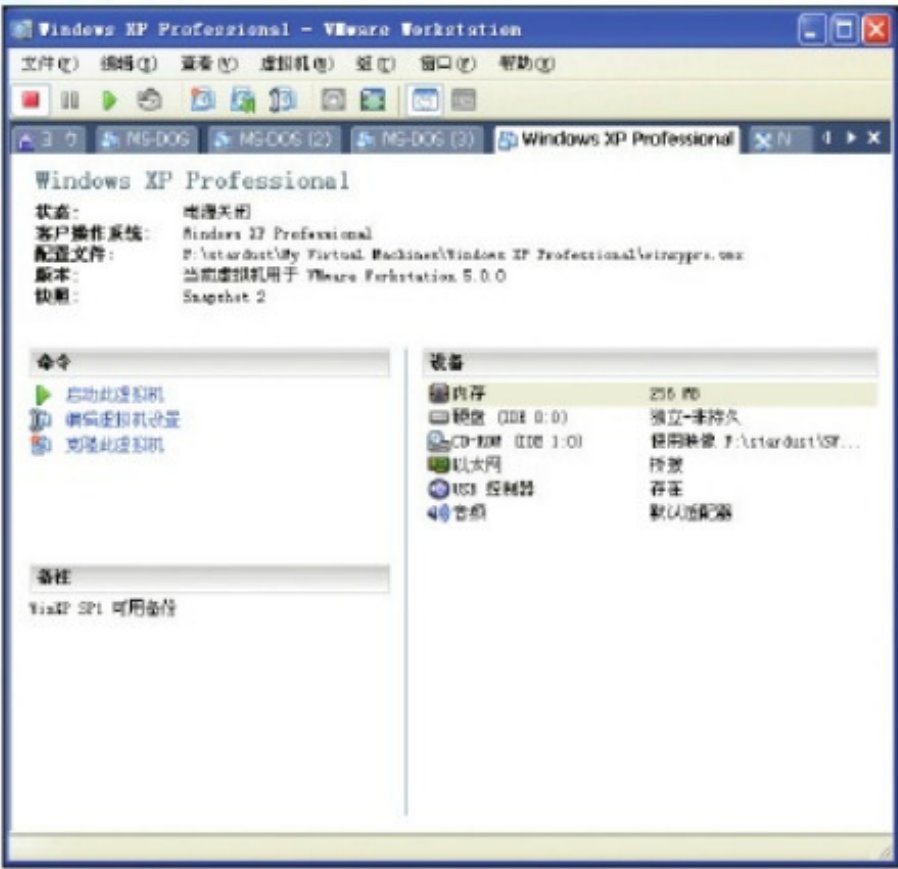 Windows XP Professional - VMware Workstation
文件(F) 编辑(E) 查看(V) 虚拟机(M) 组(T) 窗口(W) 帮助(H)
MS-DOS MS-DOS (2) MS-DOS (3) Windows XP Professional N
Windows XP Professional
状态: 电源关闭
客户操作系统: Windows XP Professional
配置文件: F:\stardust\My Virtual Machines\Windows XP Professional\winxppro.vmx
版本: 当前虚拟机用于 VMware Workstation 5.0.0
快照: Snapshot 2
命令
启动此虚拟机
编辑虚拟机设置
克隆此虚拟机
备注
WinXP SP1 可用备份
设备
内存 256 MB
硬盘 (IDE 0:0) 独立-非持久
CD-ROM (IDE 1:0) 使用映像 F:\stardust\SW...
以太网 桥接
USB 控制器 存在
音频 默认适配器